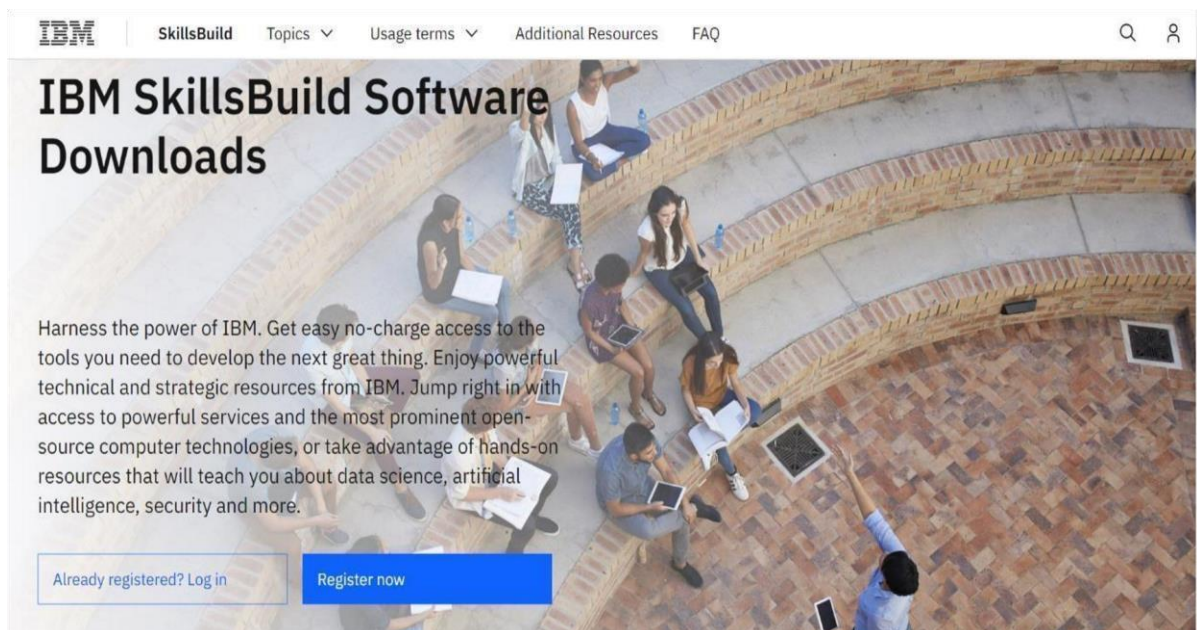 IBM SkillsBuild Topics Usage terms Additional Resources FAQ
IBM SkillsBuild Software
Downloads
Harness the power of IBM. Get easy no-charge access to the
tools you need to develop the next great thing. Enjoy powerful
technical and strategic resources from IBM. Jump right in with
access to powerful services and the most prominent open-
source computer technologies, or take advantage of hands-on
resources that will teach you about data science, artificial
intelligence, security and more.
Already registered? Log in
Register now